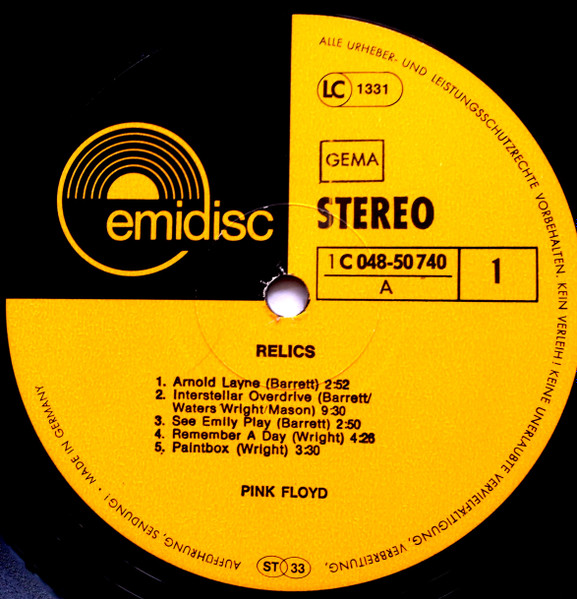 ALLE URHEBER- UND LEISTUNGSSCHUTZRECHTE VORBEHALTEN. KEIN VERLEIH! KEINE UNERLAUBTE VERVIELFÄLTIGUNG, VERBREITUNG, AUFFÜHRUNG, SENDUNG! • MADE IN GERMANY
LC 1331
GEMA
emidisc
STEREO
1 C 048-50 740
A
1
RELICS
1. Arnold Layne (Barrett) 2:52
2. Interstellar Overdrive (Barrett/
Waters/Wright/Mason) 9:30
3. See Emily Play (Barrett) 2:50
4. Remember A Day (Wright) 4:26
5. Paintbox (Wright) 3:30
PINK FLOYD
ST 33